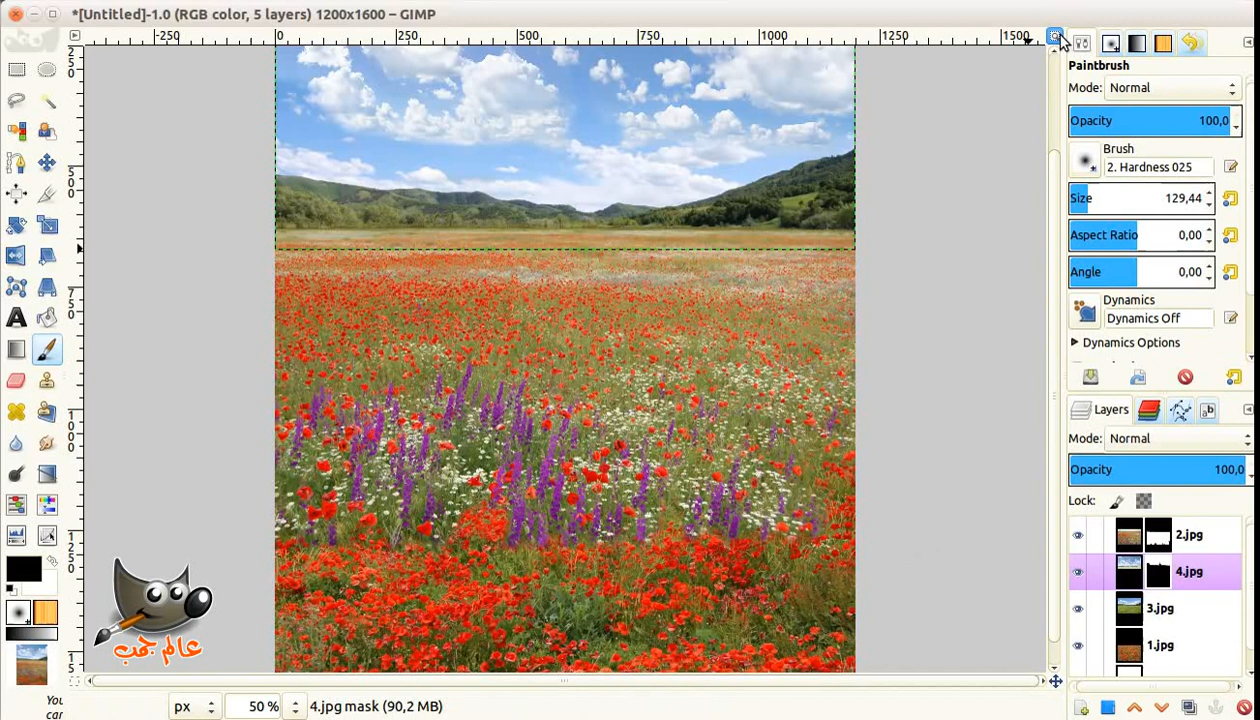 *[Untitled]-1.0 (RGB color, 5 layers) 1200x1600 – GIMP
-250 0 250 500 750 1000 1250 1500
Paintbrush
Mode: Normal
Opacity 100,0
Brush
2. Hardness 025
Size 129,44
Aspect Ratio 0,00
Angle 0,00
Dynamics
Dynamics Off
Dynamics Options
Layers
Mode: Normal
Opacity 100,0
Lock:
2.jpg
4.jpg
3.jpg
1.jpg
عالم جمب
You
can
px 50 % 4.jpg mask (90,2 MB)